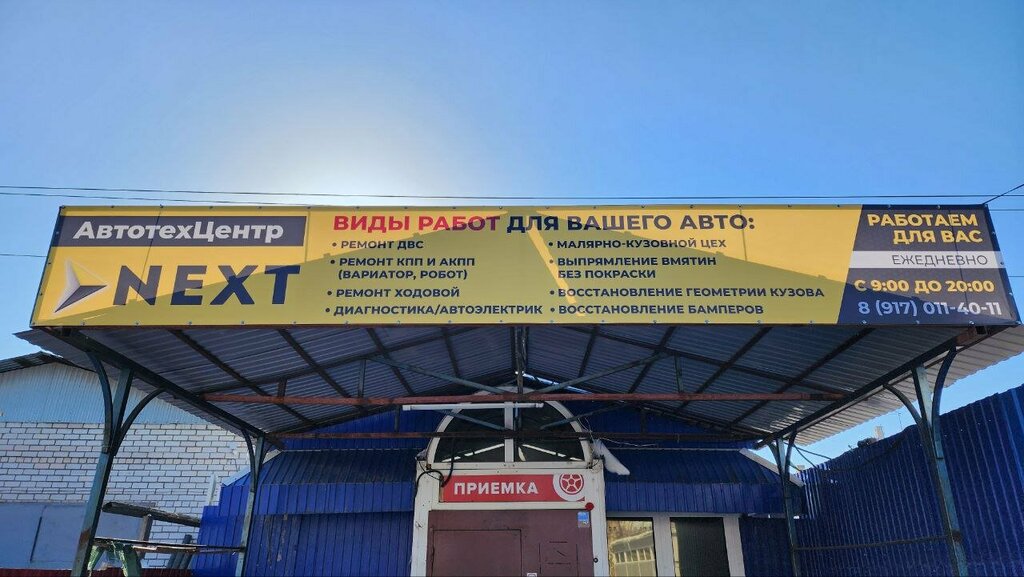 АвтотехЦентр
NEXT
ВИДЫ РАБОТ ДЛЯ ВАШЕГО АВТО:
• РЕМОНТ ДВС
• РЕМОНТ КПП И АКПП
(ВАРИАТОР, РОБОТ)
• РЕМОНТ ХОДОВОЙ
• ДИАГНОСТИКА/АВТОЭЛЕКТРИК
• МАЛЯРНО-КУЗОВНОЙ ЦЕХ
• ВЫПРЯМЛЕНИЕ ВМЯТИН
БЕЗ ПОКРАСКИ
• ВОССТАНОВЛЕНИЕ ГЕОМЕТРИИ КУЗОВА
• ВОССТАНОВЛЕНИЕ БАМПЕРОВ
РАБОТАЕМ
ДЛЯ ВАС
ЕЖЕДНЕВНО
С 9:00 ДО 20:00
8 (917) 011-40-11
ПРИЕМКА